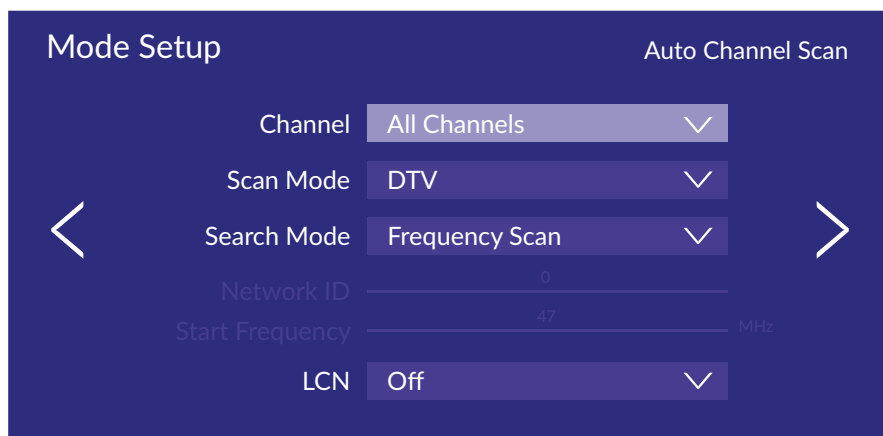 Mode Setup
Auto Channel Scan
Channel All Channels
Scan Mode DTV
Search Mode Frequency Scan
Network ID 0
Start Frequency 47 MHz
LCN Off